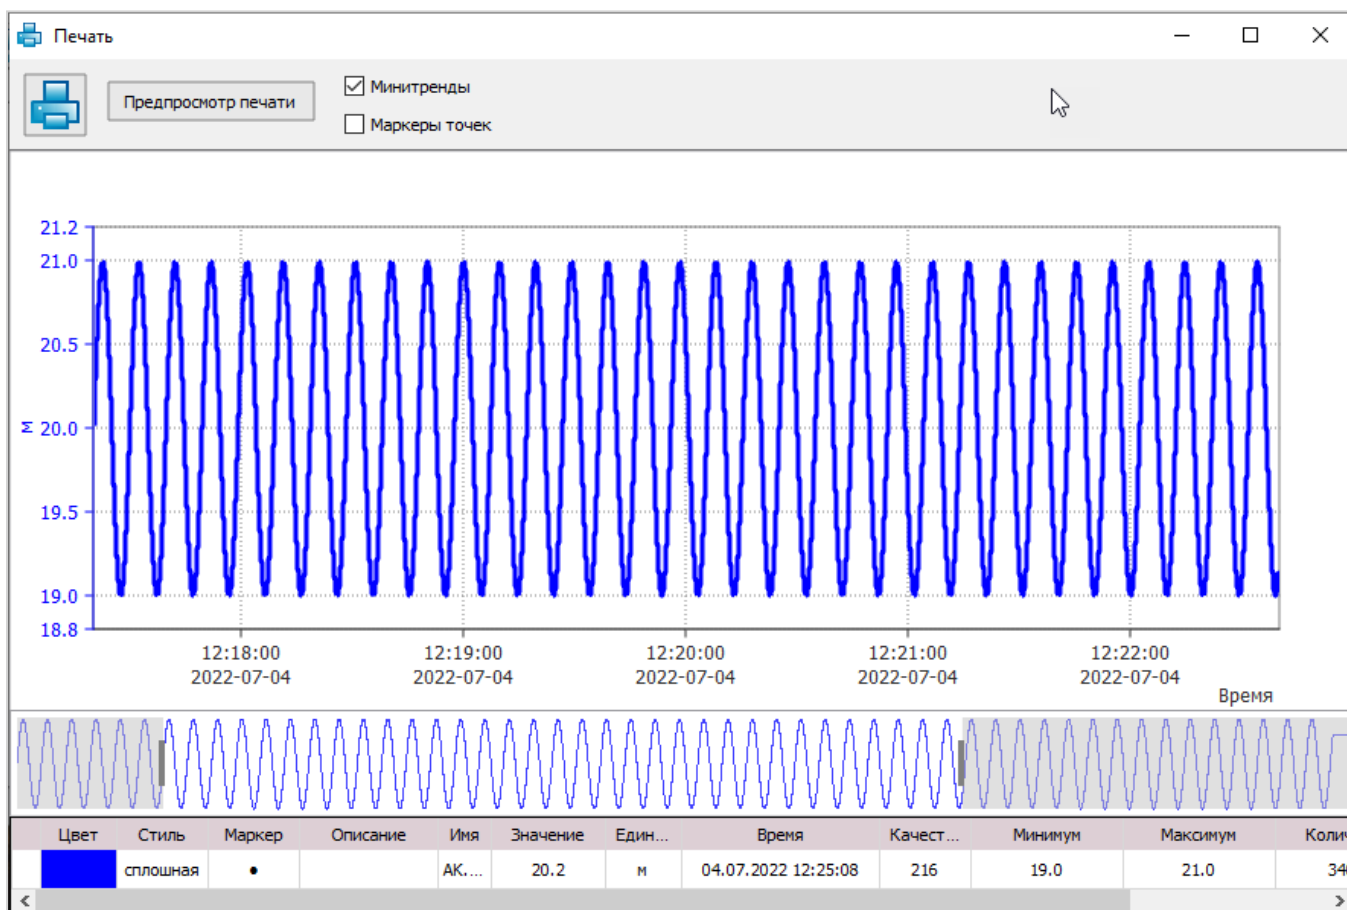 Печать
Предпросмотр печати
Минитренды
Маркеры точек
21.2
21.0
20.5
м 20.0
19.5
19.0
18.8
12:18:00 12:19:00 12:20:00 12:21:00 12:22:00
2022-07-04 2022-07-04 2022-07-04 2022-07-04 2022-07-04
Время
Цвет Стиль Маркер Описание Имя Значение Един... Время Качест... Минимум Максимум Колич
сплошная АК.... 20.2 м 04.07.2022 12:25:08 216 19.0 21.0